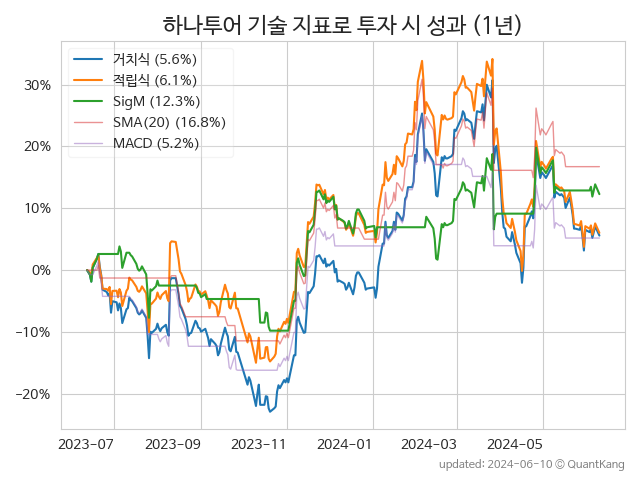 하나투어 기술 지표로 투자 시 성과 (1년)
거치식 (5.6%)
적립식 (6.1%)
SigM (12.3%)
SMA(20) (16.8%)
MACD (5.2%)
30%
20%
10%
0%
−10%
−20%
2023−07 2023−09 2023−11 2024−01 2024−03 2024−05
updated: 2024−06−10 © QuantKang